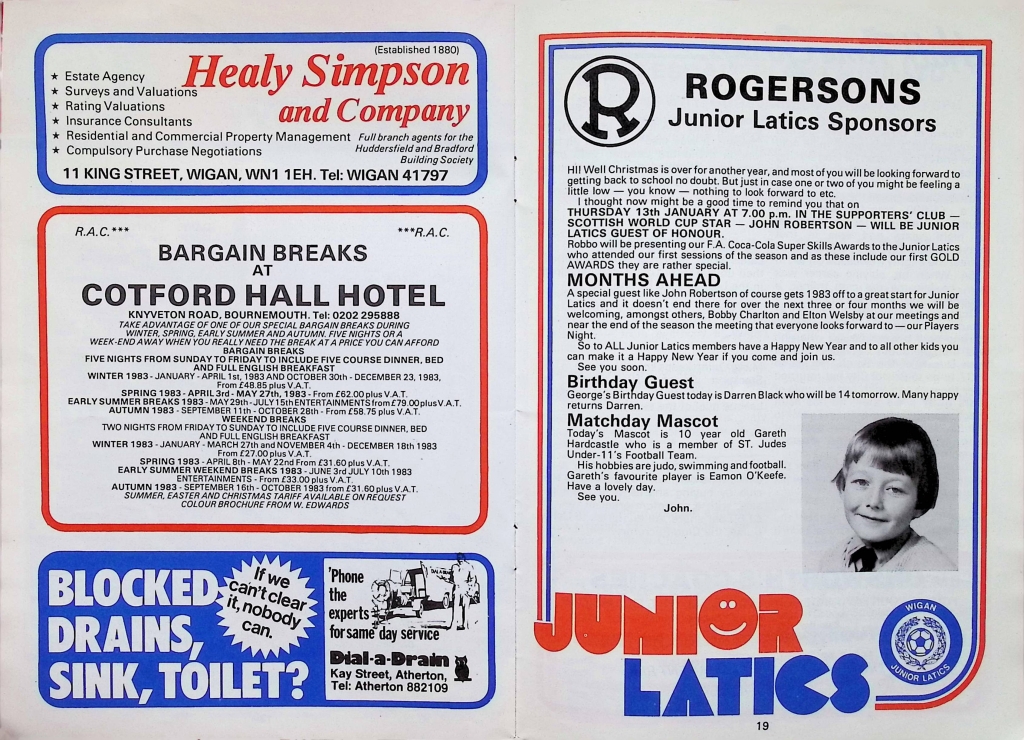 (Established 1880)
Healy Simpson
and Company
★ Estate Agency
★ Surveys and Valuations
★ Rating Valuations
★ Insurance Consultants
★ Residential and Commercial Property Management
★ Compulsory Purchase Negotiations
Full branch agents for the
Huddersfield and Bradford
Building Society
11 KING STREET, WIGAN, WN1 1EH. Tel: WIGAN 41797
R.A.C.*** ***R.A.C.
BARGAIN BREAKS
AT
COTFORD HALL HOTEL
KNYVETON ROAD, BOURNEMOUTH. Tel: 0202 295888
TAKE ADVANTAGE OF ONE OF OUR SPECIAL BARGAIN BREAKS DURING
WINTER, SPRING, EARLY SUMMER AND AUTUMN. FIVE NIGHTS OR A
WEEK-END AWAY WHEN YOU REALLY NEED THE BREAK AT A PRICE YOU CAN AFFORD
BARGAIN BREAKS
FIVE NIGHTS FROM SUNDAY TO FRIDAY TO INCLUDE FIVE COURSE DINNER, BED
AND FULL ENGLISH BREAKFAST
WINTER 1983 - JANUARY - APRIL 1st, 1983 AND OCTOBER 30th - DECEMBER 23, 1983,
From £48.85 plus V.A.T.
SPRING 1983 - APRIL 3rd - MAY 27th, 1983 - From £62.00 plus V.A.T.
EARLY SUMMER BREAKS 1983 - MAY 29th - JULY 15th ENTERTAINMENTS from £79.00 plus V.A.T.
AUTUMN 1983 - SEPTEMBER 11th - OCTOBER 28th - From £58.75 plus V.A.T.
WEEKEND BREAKS
TWO NIGHTS FROM FRIDAY TO SUNDAY TO INCLUDE FIVE COURSE DINNER, BED
AND FULL ENGLISH BREAKFAST
WINTER 1983 - JANUARY - MARCH 27th and NOVEMBER 4th - DECEMBER 18th 1983
From £27.00 plus V.A.T.
SPRING 1983 - APRIL 8th - MAY 22nd From £31.60 plus V.A.T.
EARLY SUMMER WEEKEND BREAKS 1983 - JUNE 3rd JULY 10th 1983
ENTERTAINMENTS - From £33.00 plus V.A.T.
AUTUMN 1983 - SEPTEMBER 16th - OCTOBER 1983 from £31.60 plus V.A.T.
SUMMER, EASTER AND CHRISTMAS TARIFF AVAILABLE ON REQUEST
COLOUR BROCHURE FROM W. EDWARDS
BLOCKED
DRAINS,
SINK, TOILET?
If we
can't clear
it, nobody
can.
'Phone
the
experts
for same day service
Dial-a-Drain
Kay Street, Atherton,
Tel: Atherton 882109
R
ROGERSONS
Junior Latics Sponsors
HI! Well Christmas is over for another year, and most of you will be looking forward to
getting back to school no doubt. But just in case one or two of you might be feeling a
little low — you know — nothing to look forward to etc.
I thought now might be a good time to remind you that on
THURSDAY 13th JANUARY AT 7.00 p.m. IN THE SUPPORTERS' CLUB —
SCOTTISH WORLD CUP STAR — JOHN ROBERTSON — WILL BE JUNIOR
LATICS GUEST OF HONOUR.
Robbo will be presenting our F.A. Coca-Cola Super Skills Awards to the Junior Latics
who attended our first sessions of the season and as these include our first GOLD
AWARDS they are rather special.
MONTHS AHEAD
A special guest like John Robertson of course gets 1983 off to a great start for Junior
Latics and it doesn't end there for over the next three or four months we will be
welcoming, amongst others, Bobby Charlton and Elton Welsby at our meetings and
near the end of the season the meeting that everyone looks forward to — our Players
Night.
So to ALL Junior Latics members have a Happy New Year and to all other kids you
can make it a Happy New Year if you come and join us.
See you soon.
Birthday Guest
George's Birthday Guest today is Darren Black who will be 14 tomorrow. Many happy
returns Darren.
Matchday Mascot
Today's Mascot is 10 year old Gareth
Hardcastle who is a member of ST. Judes
Under-11's Football Team.
His hobbies are judo, swimming and football.
Gareth's favourite player is Eamon O'Keefe.
Have a lovely day.
See you.
John.
JUNIOR
LATICS
WIGAN
JUNIOR LATICS
19